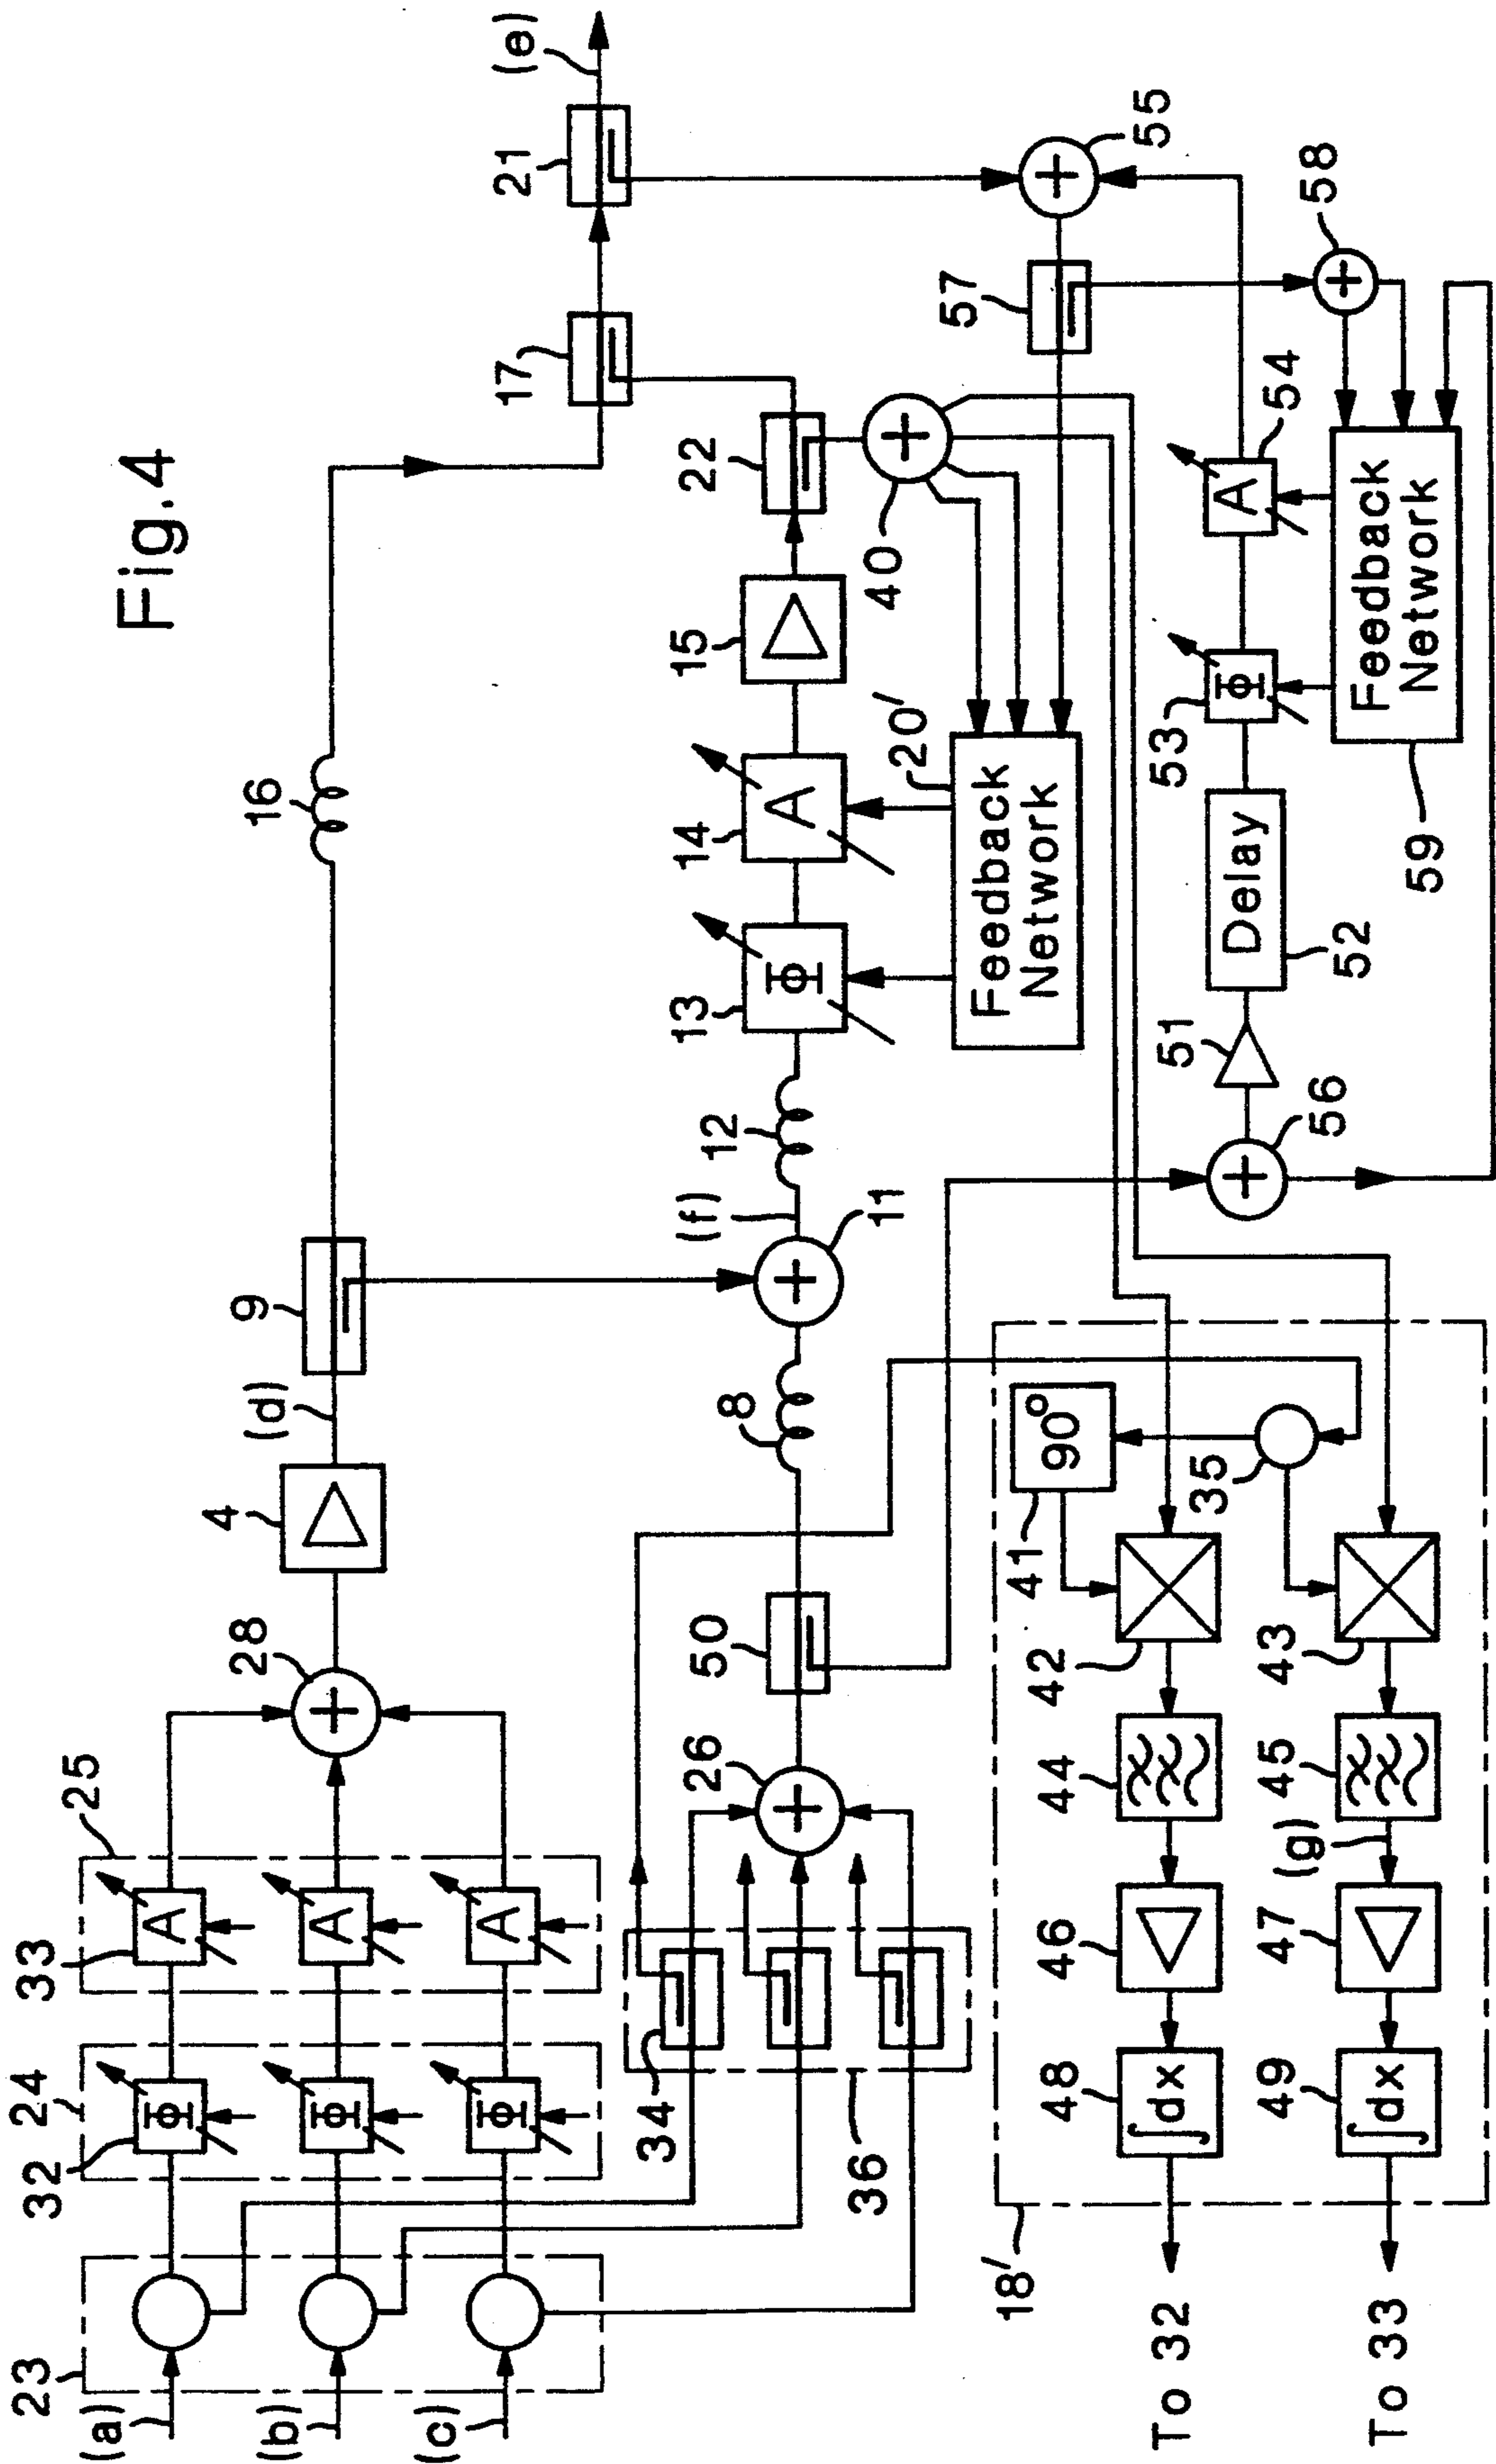 Fig.4
16
21
(e)
17
9
(d)
4
28
25
33
24
32
23
(a)
(b)
(c)
A
A
A
Φ
Φ
Φ
22
15
14
13
A
Φ
12
(f)
11
8
50
26
34
36
40
20'
Feedback
Network
55
57
58
54
A
53
Φ
Delay
52
51
56
Feedback
Network
59
90°
41
35
42
43
44
45
(g)
46
47
48
49
∫dx
∫dx
18'
To 32
To 33